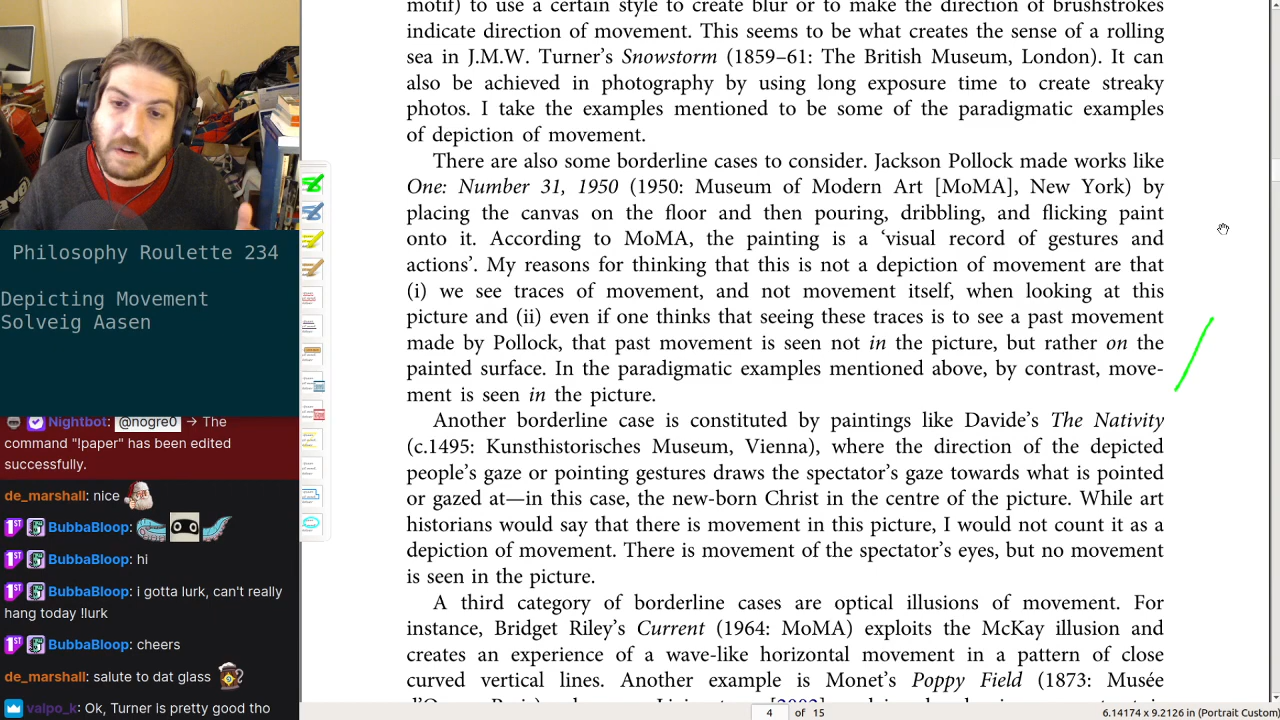 motif) to use a certain style to create blur or to make the direction of brushstrokes
indicate direction of movement. This seems to be what creates the sense of a rolling
sea in J.M.W. Turner's Snowstorm (1859–61: The British Museum, London). It can
also be achieved in photography by using long exposure time to create streaky
photos. I take the examples mentioned to be some of the paradigmatic examples
of depiction of movement.
There are also some borderline cases to consider. Jackson Pollock made works like
One: Number 31, 1950 (1950: Museum of Modern Art [MoMA], New York) by
placing the canvas on the floor and then pouring, dribbling, and flicking paint
onto it. According to MoMA, the painting is a 'visual record of gestures and
actions'. My reasons for thinking that this is not a depiction of movement are that
(i) we see traces of movement, and not movement itself, when looking at this
picture and (ii) even if one thinks that seeing these traces is to see the past movement
made by Pollock, that past movement is seen not in the picture, but rather on the
painted surface. In the paradigmatic examples mentioned above, by contrast, move-
ment is seen in the picture.
Another borderline case is constituted by paintings like Dürer's The Nativity
(c.1495: Kunsthalle der Hessischen Hausstiftung, Darmstadt), where the depicted
people's gaze or pointing gestures lead the spectator's gaze toward what is pointed
or gazed at—in this case, the new-born Christ in the centre of the picture. While art
historians would say that there is movement in this picture, I would not count it as a
depiction of movement. There is movement of the spectator's eyes, but no movement
is seen in the picture.
A third category of borderline cases are optical illusions of movement. For
instance, Bridget Riley's Current (1964: MoMA) exploits the McKay illusion and
creates an experience of a wave-like horizontal movement in a pattern of close
curved vertical lines. Another example is Monet's Poppy Field (1873: Musée
4 of 15
6.14174 x 9.2126 in (Portrait Custom)
Philosophy Roulette 234
Depicting Movement
Solveig Aasen
Nightbot: @nogre0 → The
command "!paper" has been edited
successfully.
de_marshall: nice
BubbaBloop:
BubbaBloop: hi
BubbaBloop: i gotta lurk, can't really
hang today !lurk
BubbaBloop: cheers
de_marshall: salute to dat glass
valpo_k: Ok, Turner is pretty good tho